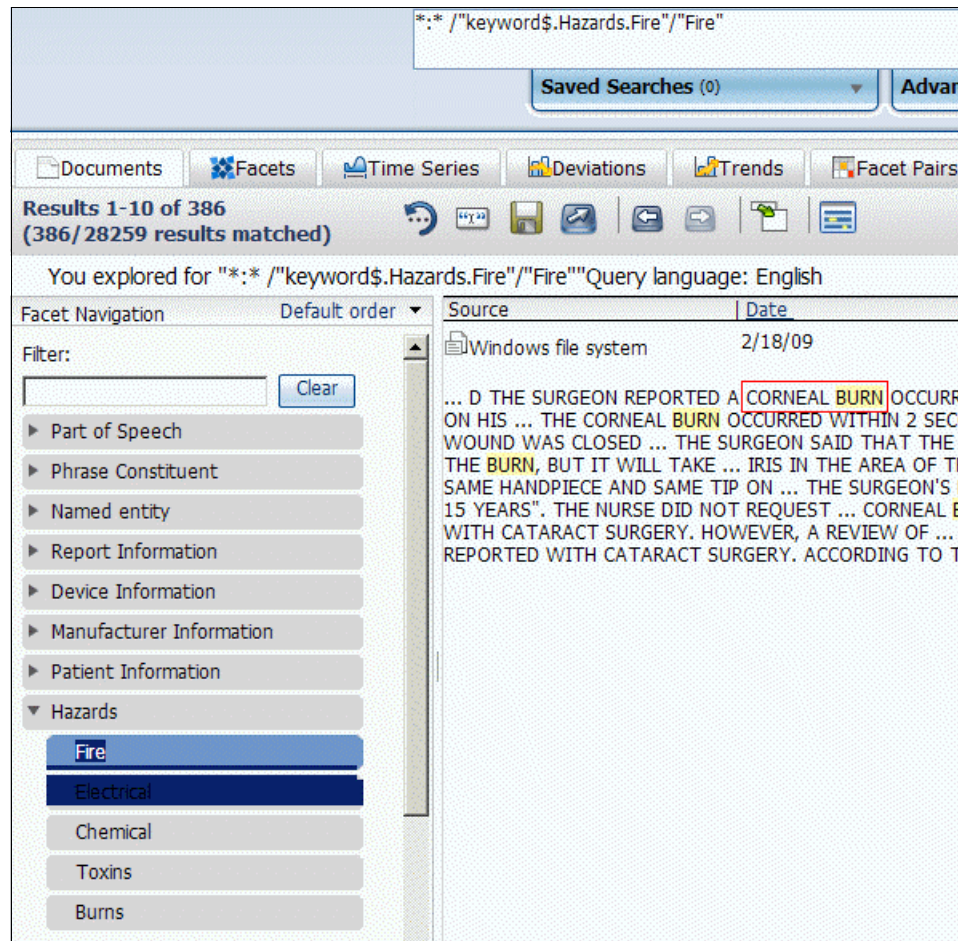 *:* /"keyword$.Hazards.Fire"/"Fire"
Saved Searches (0)
Advan
Documents
Facets
Time Series
Deviations
Trends
Facet Pairs
Results 1-10 of 386
(386/28259 results matched)
You explored for "*:* /"keyword$.Hazards.Fire"/"Fire""Query language: English
Facet Navigation
Default order
Source
Date
Filter:
Windows file system
2/18/09
Clear
... D THE SURGEON REPORTED A CORNEAL BURN OCCURR
ON HIS ... THE CORNEAL BURN OCCURRED WITHIN 2 SEC
WOUND WAS CLOSED ... THE SURGEON SAID THAT THE
THE BURN, BUT IT WILL TAKE ... IRIS IN THE AREA OF T
SAME HANDPIECE AND SAME TIP ON ... THE SURGEON'S
15 YEARS". THE NURSE DID NOT REQUEST ... CORNEAL B
WITH CATARACT SURGERY. HOWEVER, A REVIEW OF ...
REPORTED WITH CATARACT SURGERY. ACCORDING TO T
Part of Speech
Phrase Constituent
Named entity
Report Information
Device Information
Manufacturer Information
Patient Information
Hazards
Fire
Electrical
Chemical
Toxins
Burns